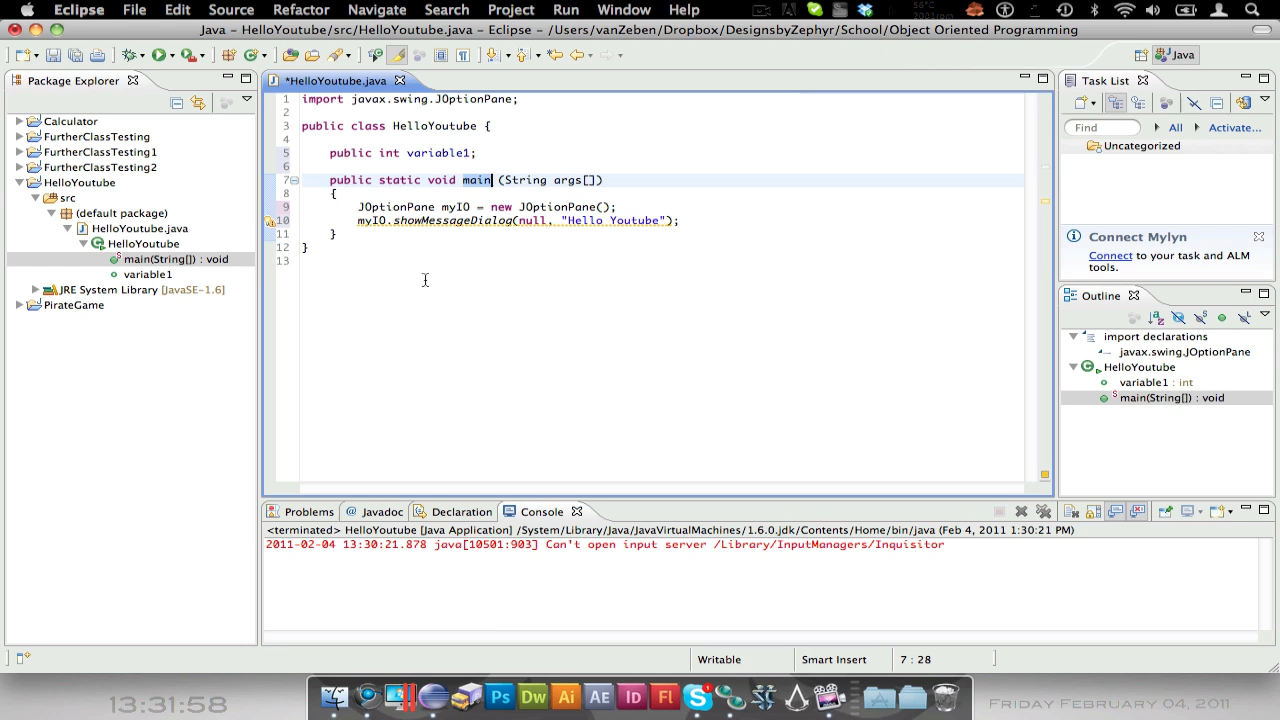 Eclipse File Edit Source Refactor Navigate Search Project Run Window Help
Java – HelloYoutube/src/HelloYoutube.java – Eclipse – /Users/vanZeben/Dropbox/DesignsbyZephyr/School/Object Oriented Programming
Java
Package Explorer
Calculator
FurtherClassTesting
FurtherClassTesting1
FurtherClassTesting2
HelloYoutube
src
(default package)
HelloYoutube.java
HelloYoutube
main(String[]) : void
variable1
JRE System Library [JavaSE-1.6]
PirateGame
*HelloYoutube.java
1 import javax.swing.JOptionPane;
2
3 public class HelloYoutube {
4
5 public int variable1;
6
7 public static void main (String args[])
8 {
9 JOptionPane myIO = new JOptionPane();
10 myIO.showMessageDialog(null, "Hello Youtube");
11 }
12 }
13
Task List
Find All Activate...
Uncategorized
Connect Mylyn
Connect to your task and ALM
tools.
Outline
import declarations
javax.swing.JOptionPane
HelloYoutube
variable1 : int
main(String[]) : void
Problems @ Javadoc Declaration Console
<terminated> HelloYoutube [Java Application] /System/Library/Java/JavaVirtualMachines/1.6.0.jdk/Contents/Home/bin/java (Feb 4, 2011 1:30:21 PM)
2011-02-04 13:30:21.878 java[10501:903] Can't open input server /Library/InputManagers/Inquisitor
Writable Smart Insert 7 : 28
Ps Dw Ai AE Id Fl
13:31:58
FRIDAY FEBRUARY 04, 2011